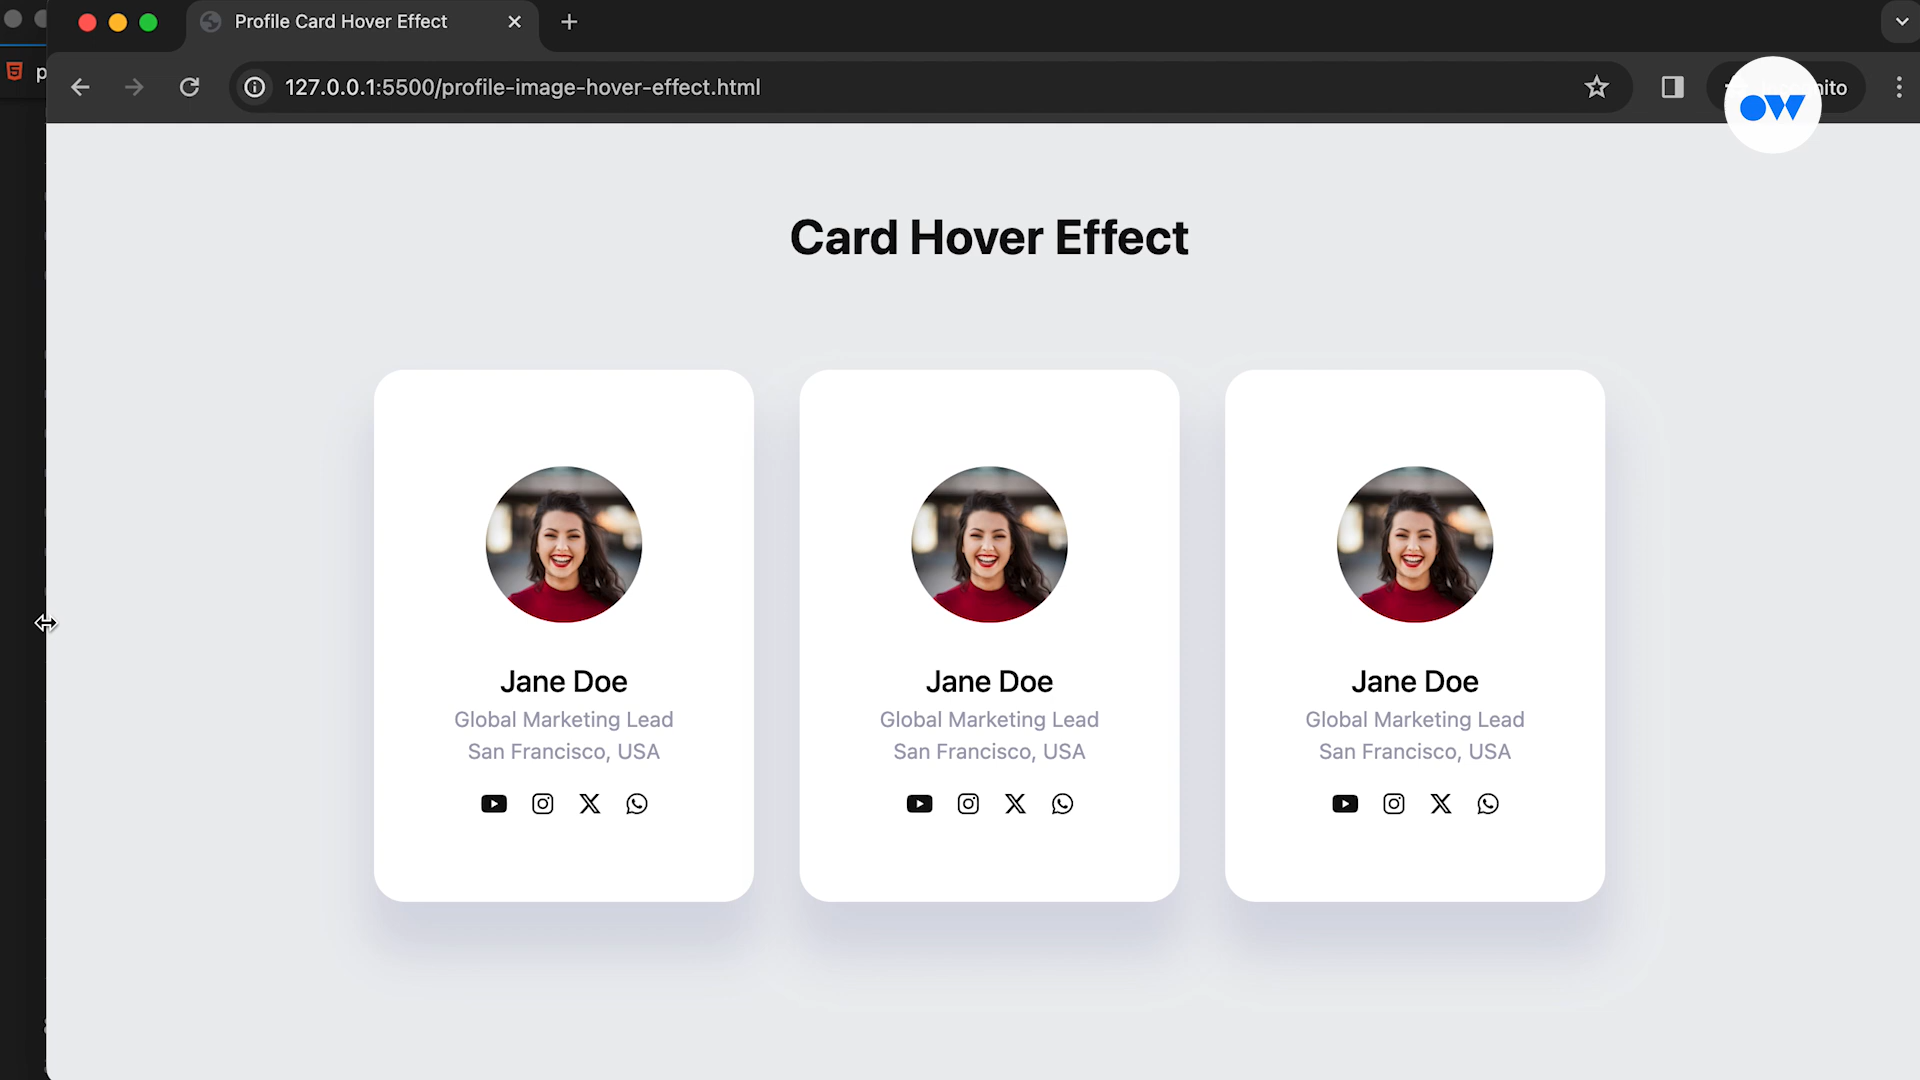 Profile Card Hover Effect
p
127.0.0.1:5500/profile-image-hover-effect.html
ito
OW
Card Hover Effect
Jane Doe
Global Marketing Lead
San Francisco, USA
Jane Doe
Global Marketing Lead
San Francisco, USA
Jane Doe
Global Marketing Lead
San Francisco, USA